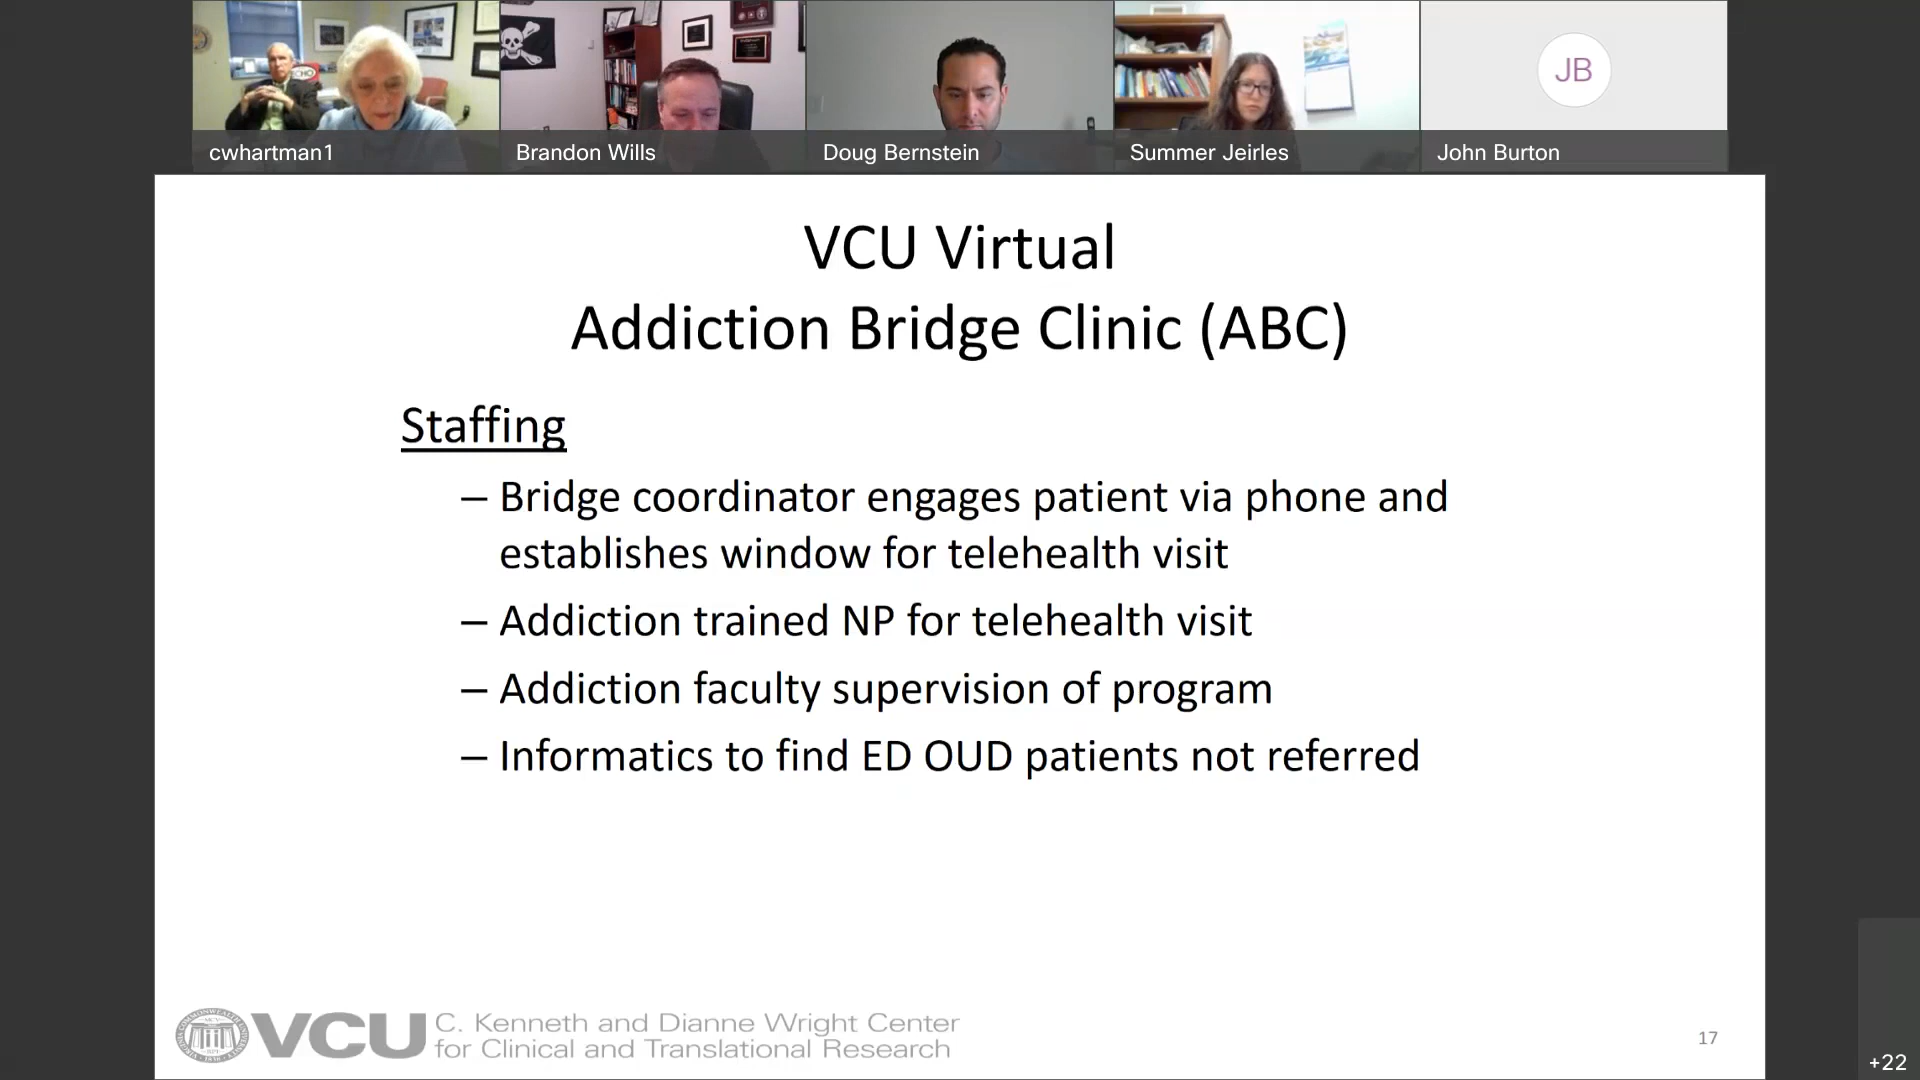 CHO
cwhartman1
Brandon Wills
Doug Bernstein
Summer Jeirles
JB
John Burton
VCU Virtual
Addiction Bridge Clinic (ABC)
Staffing
– Bridge coordinator engages patient via phone and
establishes window for telehealth visit
– Addiction trained NP for telehealth visit
– Addiction faculty supervision of program
– Informatics to find ED OUD patients not referred
VCU
C. Kenneth and Dianne Wright Center
for Clinical and Translational Research
17
+22